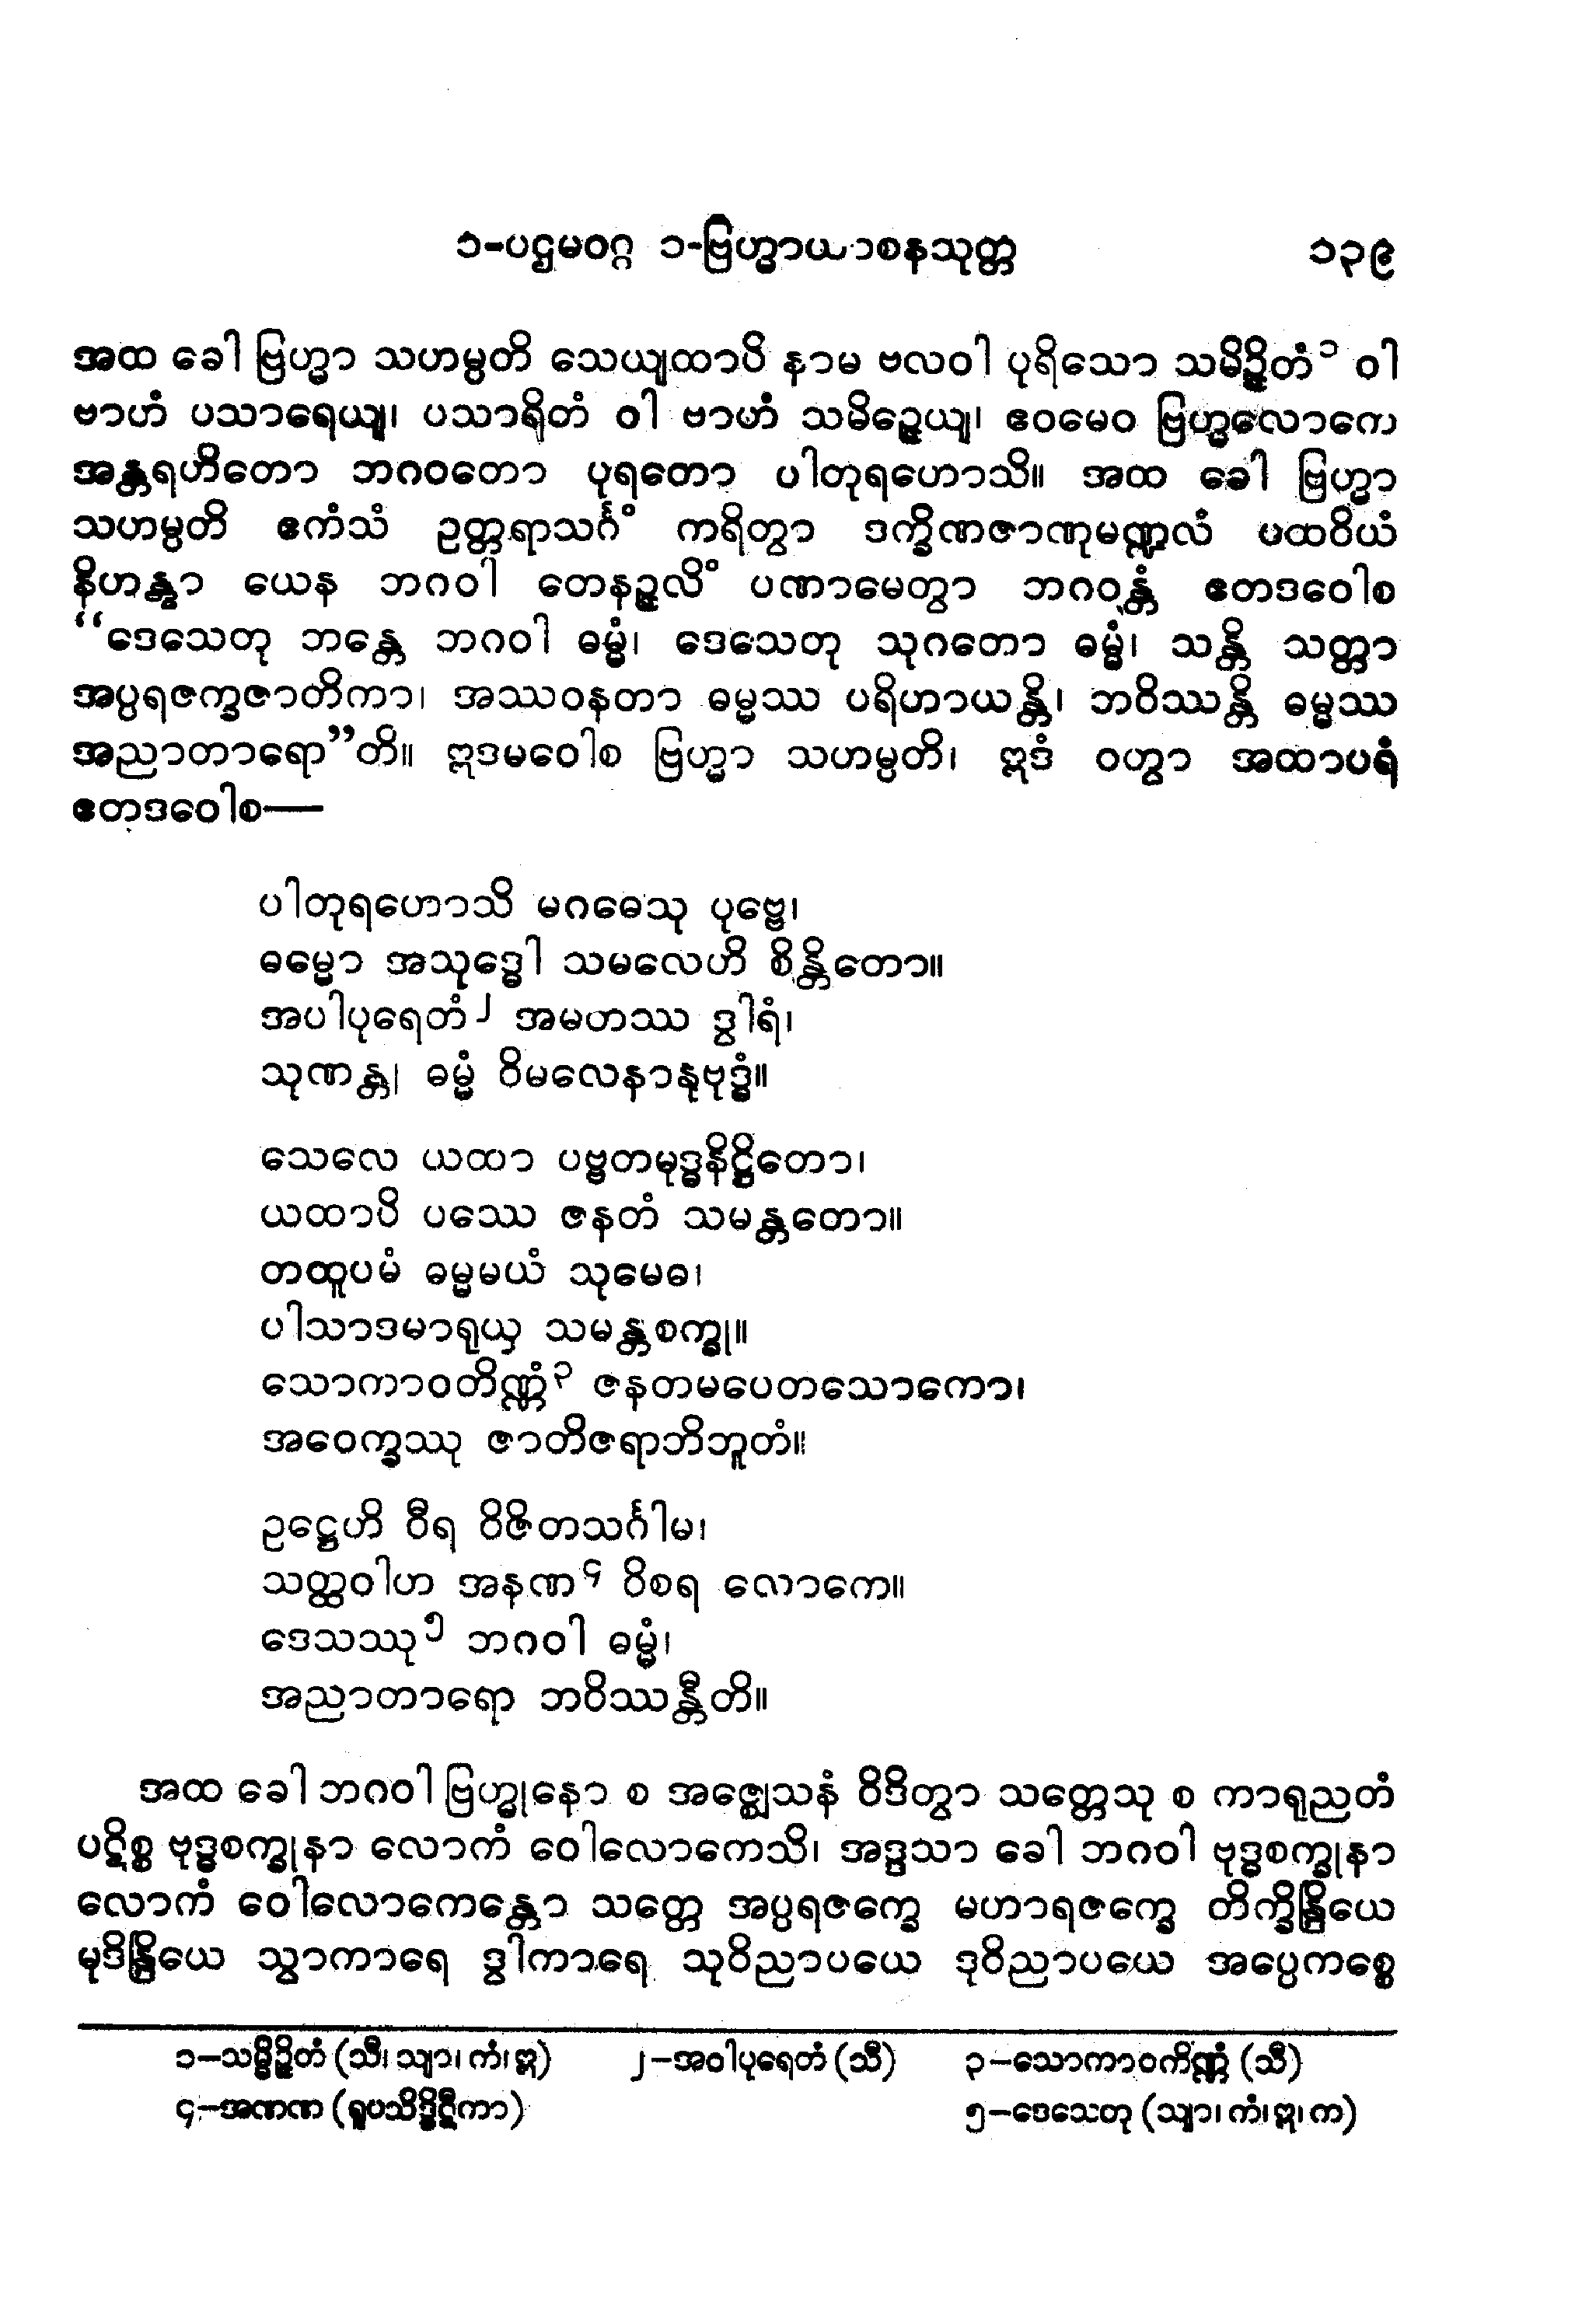 ၁-ပဌမဝဂ္ဂ ၁-ဗြဟ္မာယာစနသုတ္တ ၁၃၉
အထ ခေါ ဗြဟ္မာ သဟမ္ပတိ သေယျထာပိ နာမ ဗလဝါ ပုရိသော သမိဉ္ဇိတံ၁ ဝါ
ဗာဟံ ပသာရေယျ၊ ပသာရိတံ ဝါ ဗာဟံ သမိဉ္ဇေယျ၊ ဧဝမေဝ ဗြဟ္မလောကေ
အန္တရဟိတော ဘဂဝတော ပုရတော ပါတုရဟောသိ။ အထ ခေါ ဗြဟ္မာ
သဟမ္ပတိ ဧကံသံ ဥတ္တရာသင်္ဂံ ကရိတွာ ဒက္ခိဏဇာဏုမဏ္ဍလံ ပထဝိယံ
နိဟန္တွာ ယေန ဘဂဝါ တေနဉ္ဇလိံ ပဏာမေတွာ ဘဂဝန္တံ ဧတဒဝေါစ
“ဒေသေတု ဘန္တေ ဘဂဝါ ဓမ္မံ၊ ဒေသေတု သုဂတော ဓမ္မံ၊ သန္တိ သတ္တာ
အပ္ပရဇက္ခဇာတိကာ၊ အဿဝနတာ ဓမ္မဿ ပရိဟာယန္တိ၊ ဘဝိဿန္တိ ဓမ္မဿ
အညာတာရော”တိ။ ဣဒမဝေါစ ဗြဟ္မာ သဟမ္ပတိ၊ ဣဒံ ဝတွာ အထာပရံ
ဧတဒဝေါစ—
ပါတုရဟောသိ မဂဓေသု ပုဗ္ဗေ၊
ဓမ္မော အသုဒ္ဓေါ သမလေဟိ စိန္တိတော။
အပါပုရေတံ၂ အမတဿ ဒွါရံ၊
သုဏန္တု ဓမ္မံ ဝိမလေနာနုဗုဒ္ဓံ။
သေလေ ယထာ ပဗ္ဗတမုဒ္ဓနိဋ္ဌိတော၊
ယထာပိ ပဿေ ဇနတံ သမန္တတော။
တထူပမံ ဓမ္မမယံ သုမေဓ၊
ပါသာဒမာရုယှ သမန္တစက္ခု။
သောကာဝတိဏ္ဏံ၃ ဇနတမပေတသောကော၊
အဝေက္ခဿု ဇာတိဇရာဘိဘူတံ။
ဥဋ္ဌေဟိ ဝီရ ဝိဇိတသင်္ဂါမ၊
သတ္ထဝါဟ အနဏ၄ ဝိစရ လောကေ။
ဒေသဿု၅ ဘဂဝါ ဓမ္မံ၊
အညာတာရော ဘဝိဿန္တီတိ။
အထ ခေါ ဘဂဝါ ဗြဟ္မုနော စ အဇ္ဈေသနံ ဝိဒိတွာ သတ္တေသု စ ကာရုညတံ
ပဋိစ္စ ဗုဒ္ဓစက္ခုနာ လောကံ ဝေါလောကေသိ၊ အဒ္ဒသာ ခေါ ဘဂဝါ ဗုဒ္ဓစက္ခုနာ
လောကံ ဝေါလောကေန္တော သတ္တေ အပ္ပရဇက္ခေ မဟာရဇက္ခေ တိက္ခိန္ဒြိယေ
မုဒိန္ဒြိယေ သွာကာရေ ဒွါကာရေ သုဝိညာပယေ ဒုဝိညာပယေ အပ္ပေကစ္စေ
၁—သမ္မိဉ္ဇိတံ (သီ၊ သျာ၊ ကံ၊ ဣ) ၂—အဝါပုရေတံ (သီ) ၃—သောကာဝကိဏ္ဏံ (သီ)
၄—အဏဏ (ရူပသိဒ္ဓိဋီကာ) ၅—ဒေသေတု (သျာ၊ ကံ၊ ဣ၊ က)